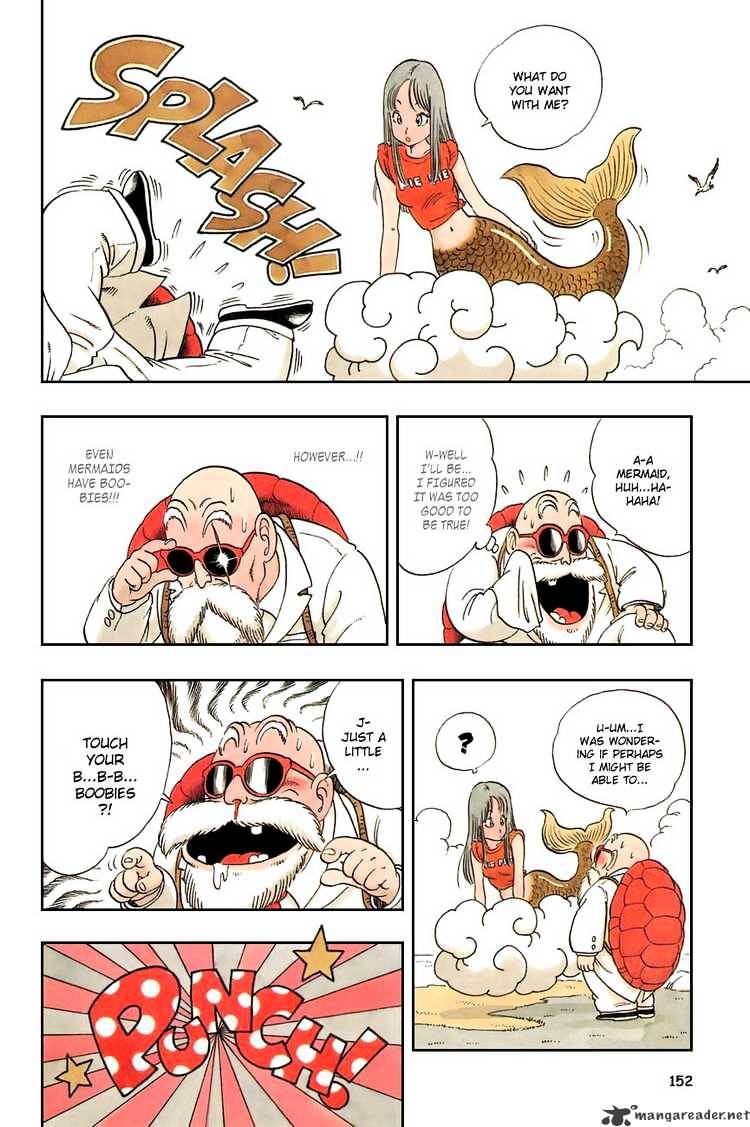 WHAT DO
YOU WANT
WITH ME?
SPLASH!
A-A
MERMAID,
HUH...HA-
HAHA!
W-WELL
I'LL BE...
I FIGURED
IT WAS TOO
GOOD TO
BE TRUE!
HOWEVER...!!
EVEN
MERMAIDS
HAVE BOO-
BIES!!!
U-UM...I
WAS WONDER-
ING IF PERHAPS
I MIGHT BE
ABLE TO...
?
J-
JUST A
LITTLE
...
TOUCH
YOUR
B...B-B...
BOOBIES
?!
PUNCH!
152
mangareader.net